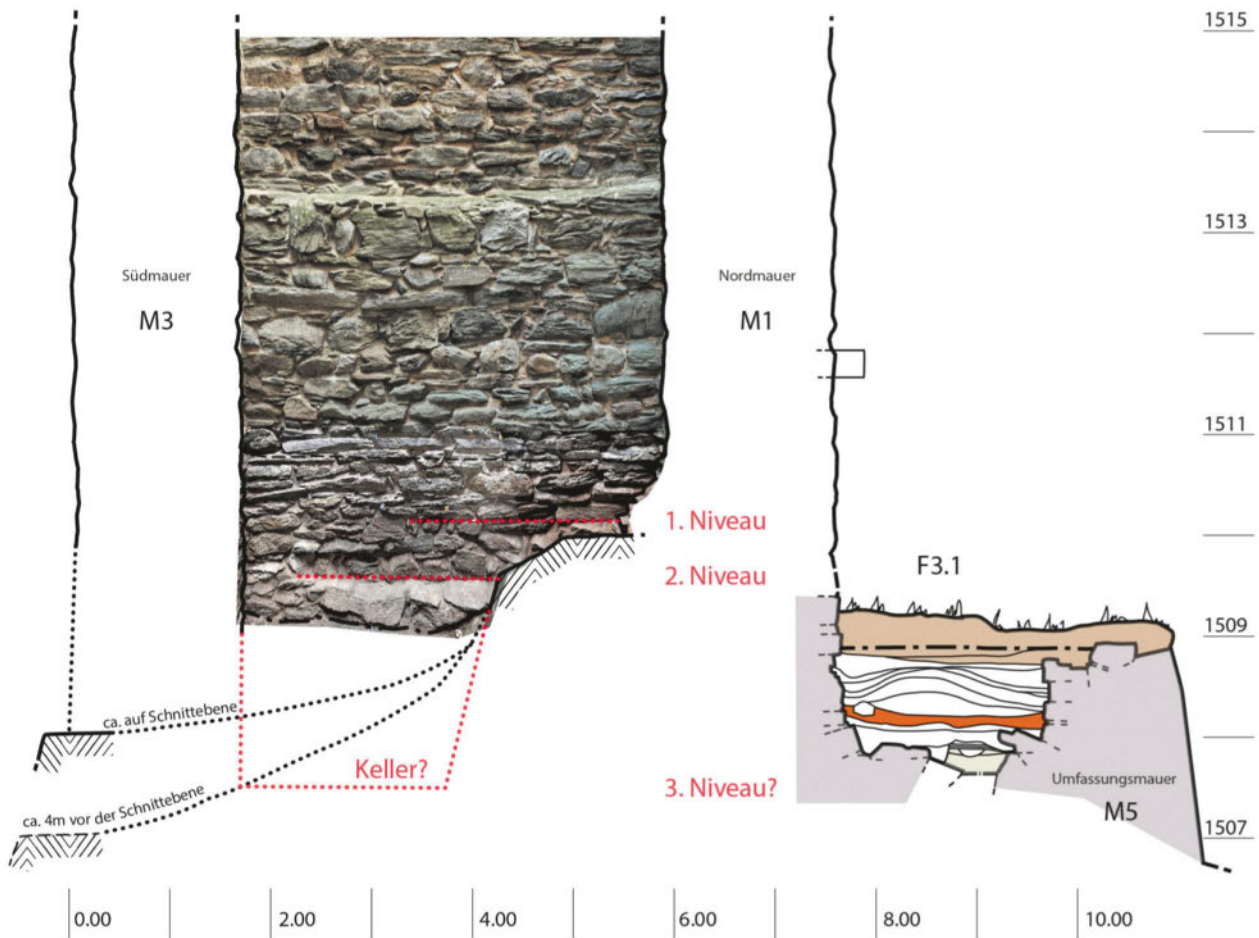 1515
1513
Südmauer
M3
Nordmauer
M1
1511
1. Niveau
2. Niveau
F3.1
1509
ca. auf Schnittebene
Keller?
3. Niveau?
Umfassungsmauer
M5
ca. 4m vor der Schnittebene
1507
0.00
2.00
4.00
6.00
8.00
10.00